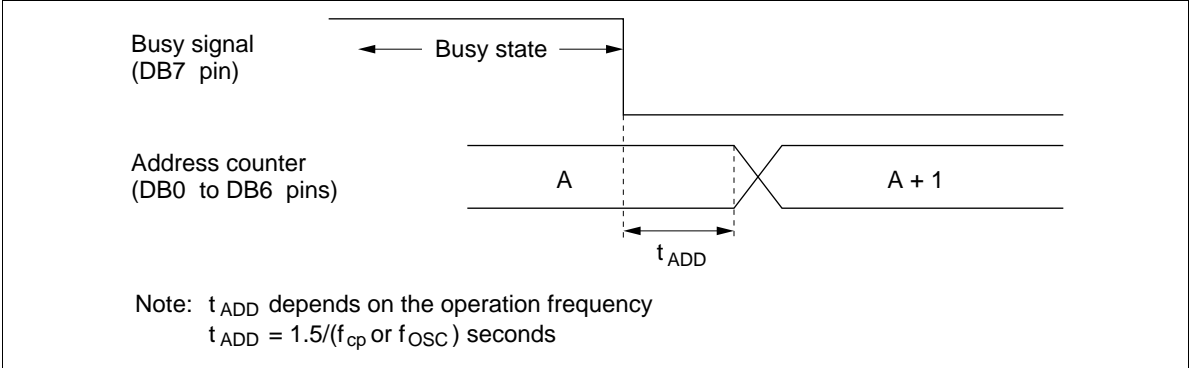 Busy signal
(DB7 pin)
Busy state
Address counter
(DB0 to DB6 pins)
A
A + 1
t ADD
Note: t ADD depends on the operation frequency
t ADD = 1.5/(f cp or f OSC ) seconds